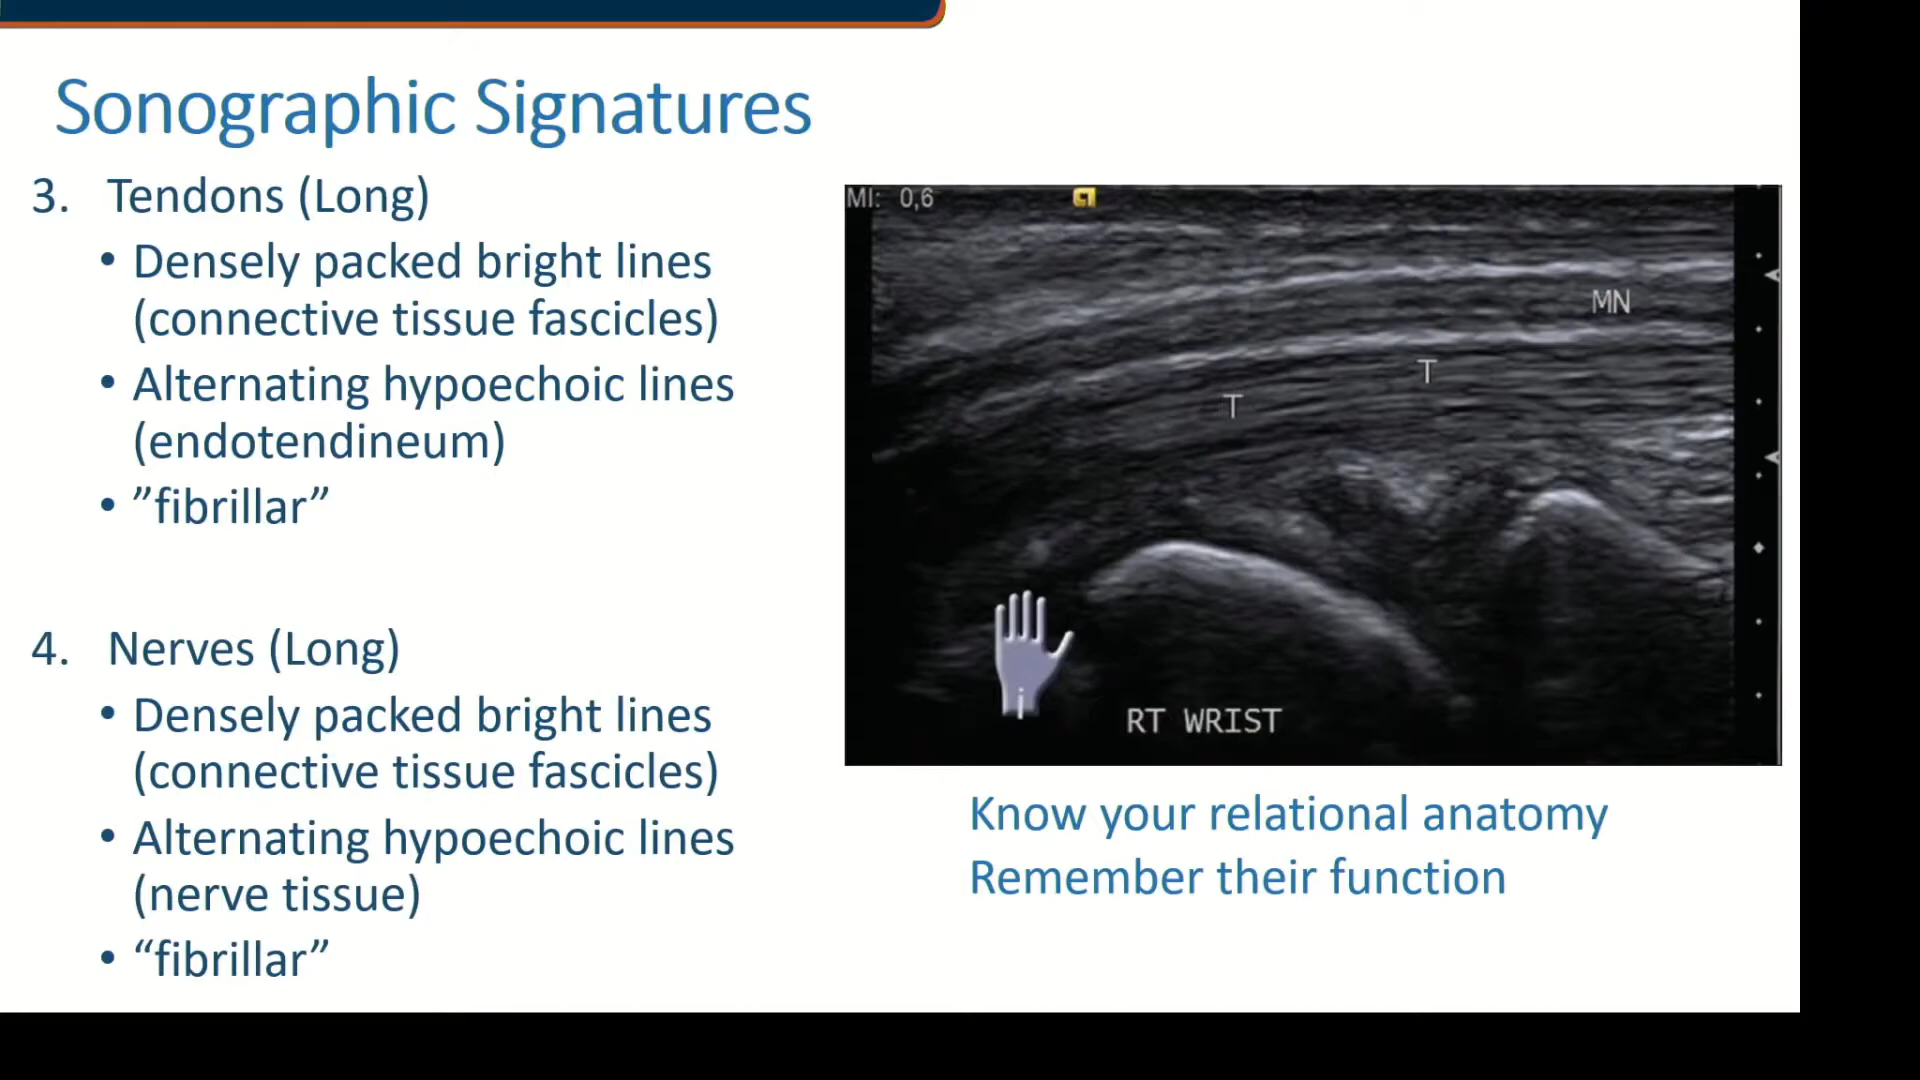 Sonographic Signatures
3. Tendons (Long)
• Densely packed bright lines
(connective tissue fascicles)
• Alternating hypoechoic lines
(endotendineum)
• ”fibrillar”
4. Nerves (Long)
• Densely packed bright lines
(connective tissue fascicles)
• Alternating hypoechoic lines
(nerve tissue)
• “fibrillar”
MI: 0,6
MN
T
T
RT WRIST
Know your relational anatomy
Remember their function